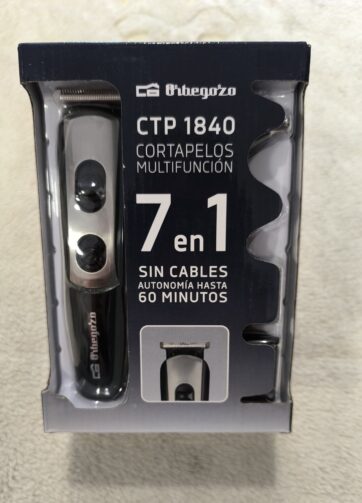 Orbegozo
CTP 1840
CORTAPELOS
MULTIFUNCIÓN
7 en 1
SIN CABLES
AUTONOMÍA HASTA
60 MINUTOS
Orbegozo